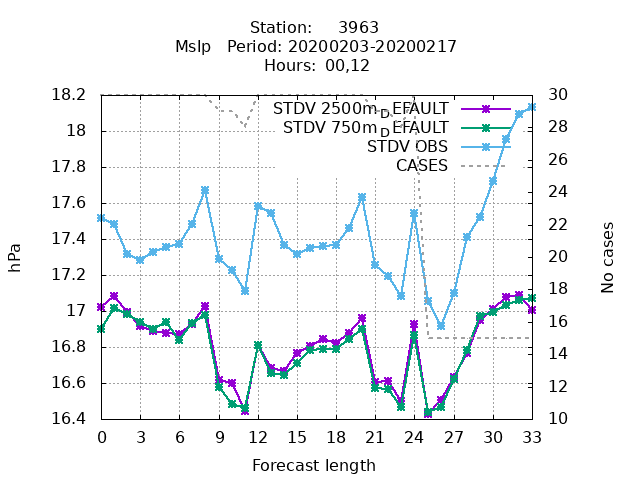 Station: 3963
Mslp Period: 20200203-20200217
Hours: 00,12
STDV 2500m_DEFAULT
STDV 750m_DEFAULT
STDV OBS
CASES
hPa
18.2
18
17.8
17.6
17.4
17.2
17
16.8
16.6
16.4
30
28
26
24
22
20
18
16
14
12
10
No cases
0 3 6 9 12 15 18 21 24 27 30 33
Forecast length